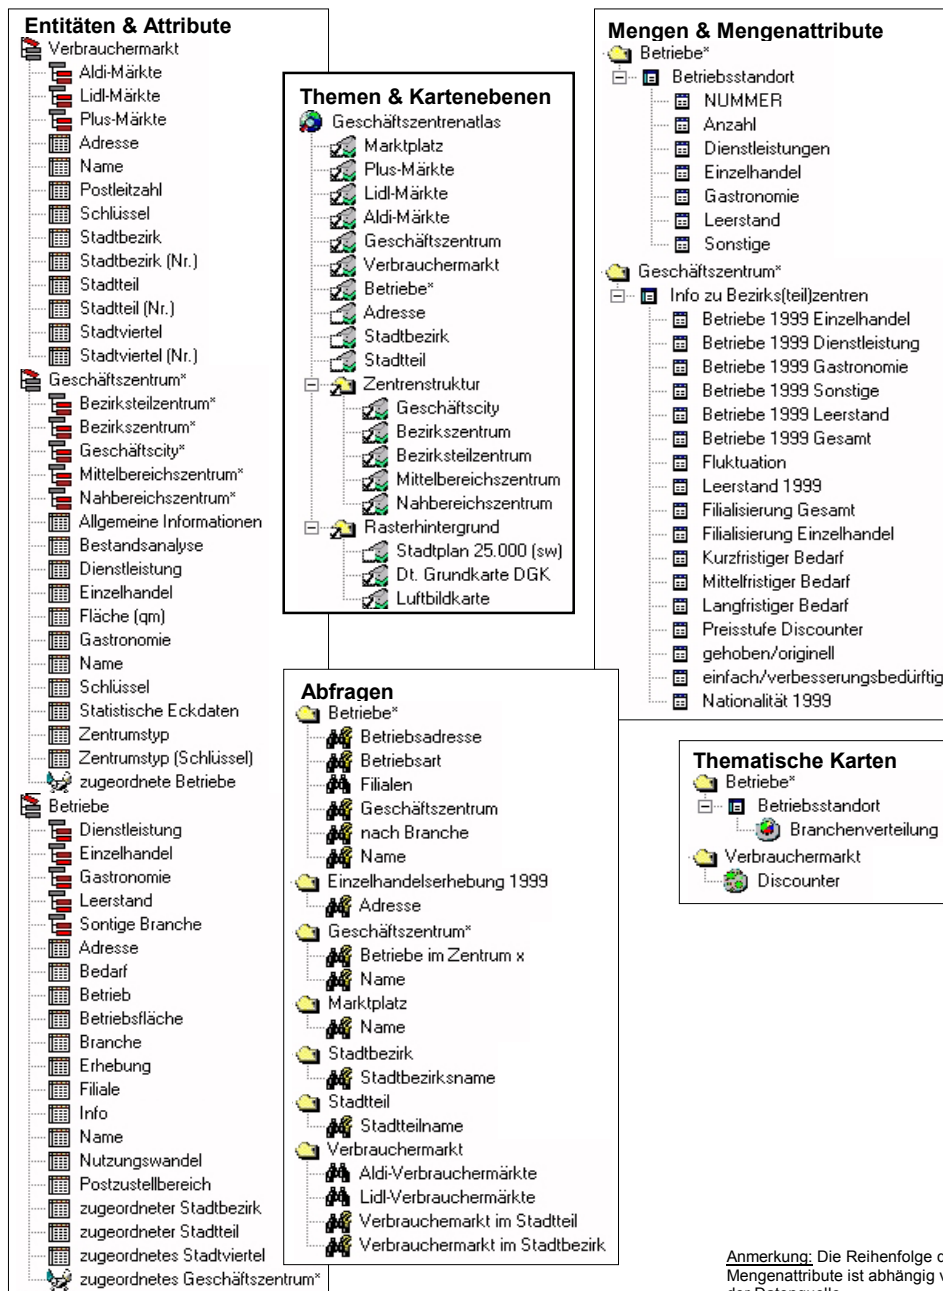 Entitäten & Attribute
Verbrauchermarkt
Aldi-Märkte
Lidl-Märkte
Plus-Märkte
Adresse
Name
Postleitzahl
Schlüssel
Stadtbezirk
Stadtbezirk (Nr.)
Stadtteil
Stadtteil (Nr.)
Stadtviertel
Stadtviertel (Nr.)
Geschäftszentrum*
Bezirksteilzentrum*
Bezirkszentrum*
Geschäftscity*
Mittelbereichszentrum*
Nahbereichszentrum*
Allgemeine Informationen
Bestandsanalyse
Dienstleistung
Einzelhandel
Fläche (qm)
Gastronomie
Name
Schlüssel
Statistische Eckdaten
Zentrumstyp
Zentrumstyp (Schlüssel)
zugeordnete Betriebe
Betriebe
Dienstleistung
Einzelhandel
Gastronomie
Leerstand
Sontige Branche
Adresse
Bedarf
Betrieb
Betriebsfläche
Branche
Erhebung
Filiale
Info
Name
Nutzungswandel
Postzustellbereich
zugeordneter Stadtbezirk
zugeordneter Stadtteil
zugeordnetes Stadtviertel
zugeordnetes Geschäftszentrum*
Themen & Kartenebenen
Geschäftszentrenatlas
Marktplatz
Plus-Märkte
Lidl-Märkte
Aldi-Märkte
Geschäftszentrum
Verbrauchermarkt
Betriebe*
Adresse
Stadtbezirk
Stadtteil
Zentrenstruktur
Geschäftscity
Bezirkszentrum
Bezirksteilzentrum
Mittelbereichszentrum
Nahbereichszentrum
Rasterhintergrund
Stadtplan 25.000 (sw)
Dt. Grundkarte DGK
Luftbildkarte
Abfragen
Betriebe*
Betriebsadresse
Betriebsart
Filialen
Geschäftszentrum
nach Branche
Name
Einzelhandelserhebung 1999
Adresse
Geschäftszentrum*
Betriebe im Zentrum x
Name
Marktplatz
Name
Stadtbezirk
Stadtbezirksname
Stadtteil
Stadtteilname
Verbrauchermarkt
Aldi-Verbrauchermärkte
Lidl-Verbrauchermärkte
Verbrauchemarkt im Stadtteil
Verbrauchemarkt im Stadtbezirk
Mengen & Mengenattribute
Betriebe*
Betriebsstandort
NUMMER
Anzahl
Dienstleistungen
Einzelhandel
Gastronomie
Leerstand
Sonstige
Geschäftszentrum*
Info zu Bezirks(teil)zentren
Betriebe 1999 Einzelhandel
Betriebe 1999 Dienstleistung
Betriebe 1999 Gastronomie
Betriebe 1999 Sonstige
Betriebe 1999 Leerstand
Betriebe 1999 Gesamt
Fluktuation
Leerstand 1999
Filialisierung Gesamt
Filialisierung Einzelhandel
Kurzfristiger Bedarf
Mittelfristiger Bedarf
Langfristiger Bedarf
Preisstufe Discounter
gehoben/originell
einfach/verbesserungsbedürftig
Nationalität 1999
Thematische Karten
Betriebe*
Betriebsstandort
Branchenverteilung
Verbrauchermarkt
Discounter
Anmerkung: Die Reihenfolge
Mengenattribute ist abhängig
der Datenquelle